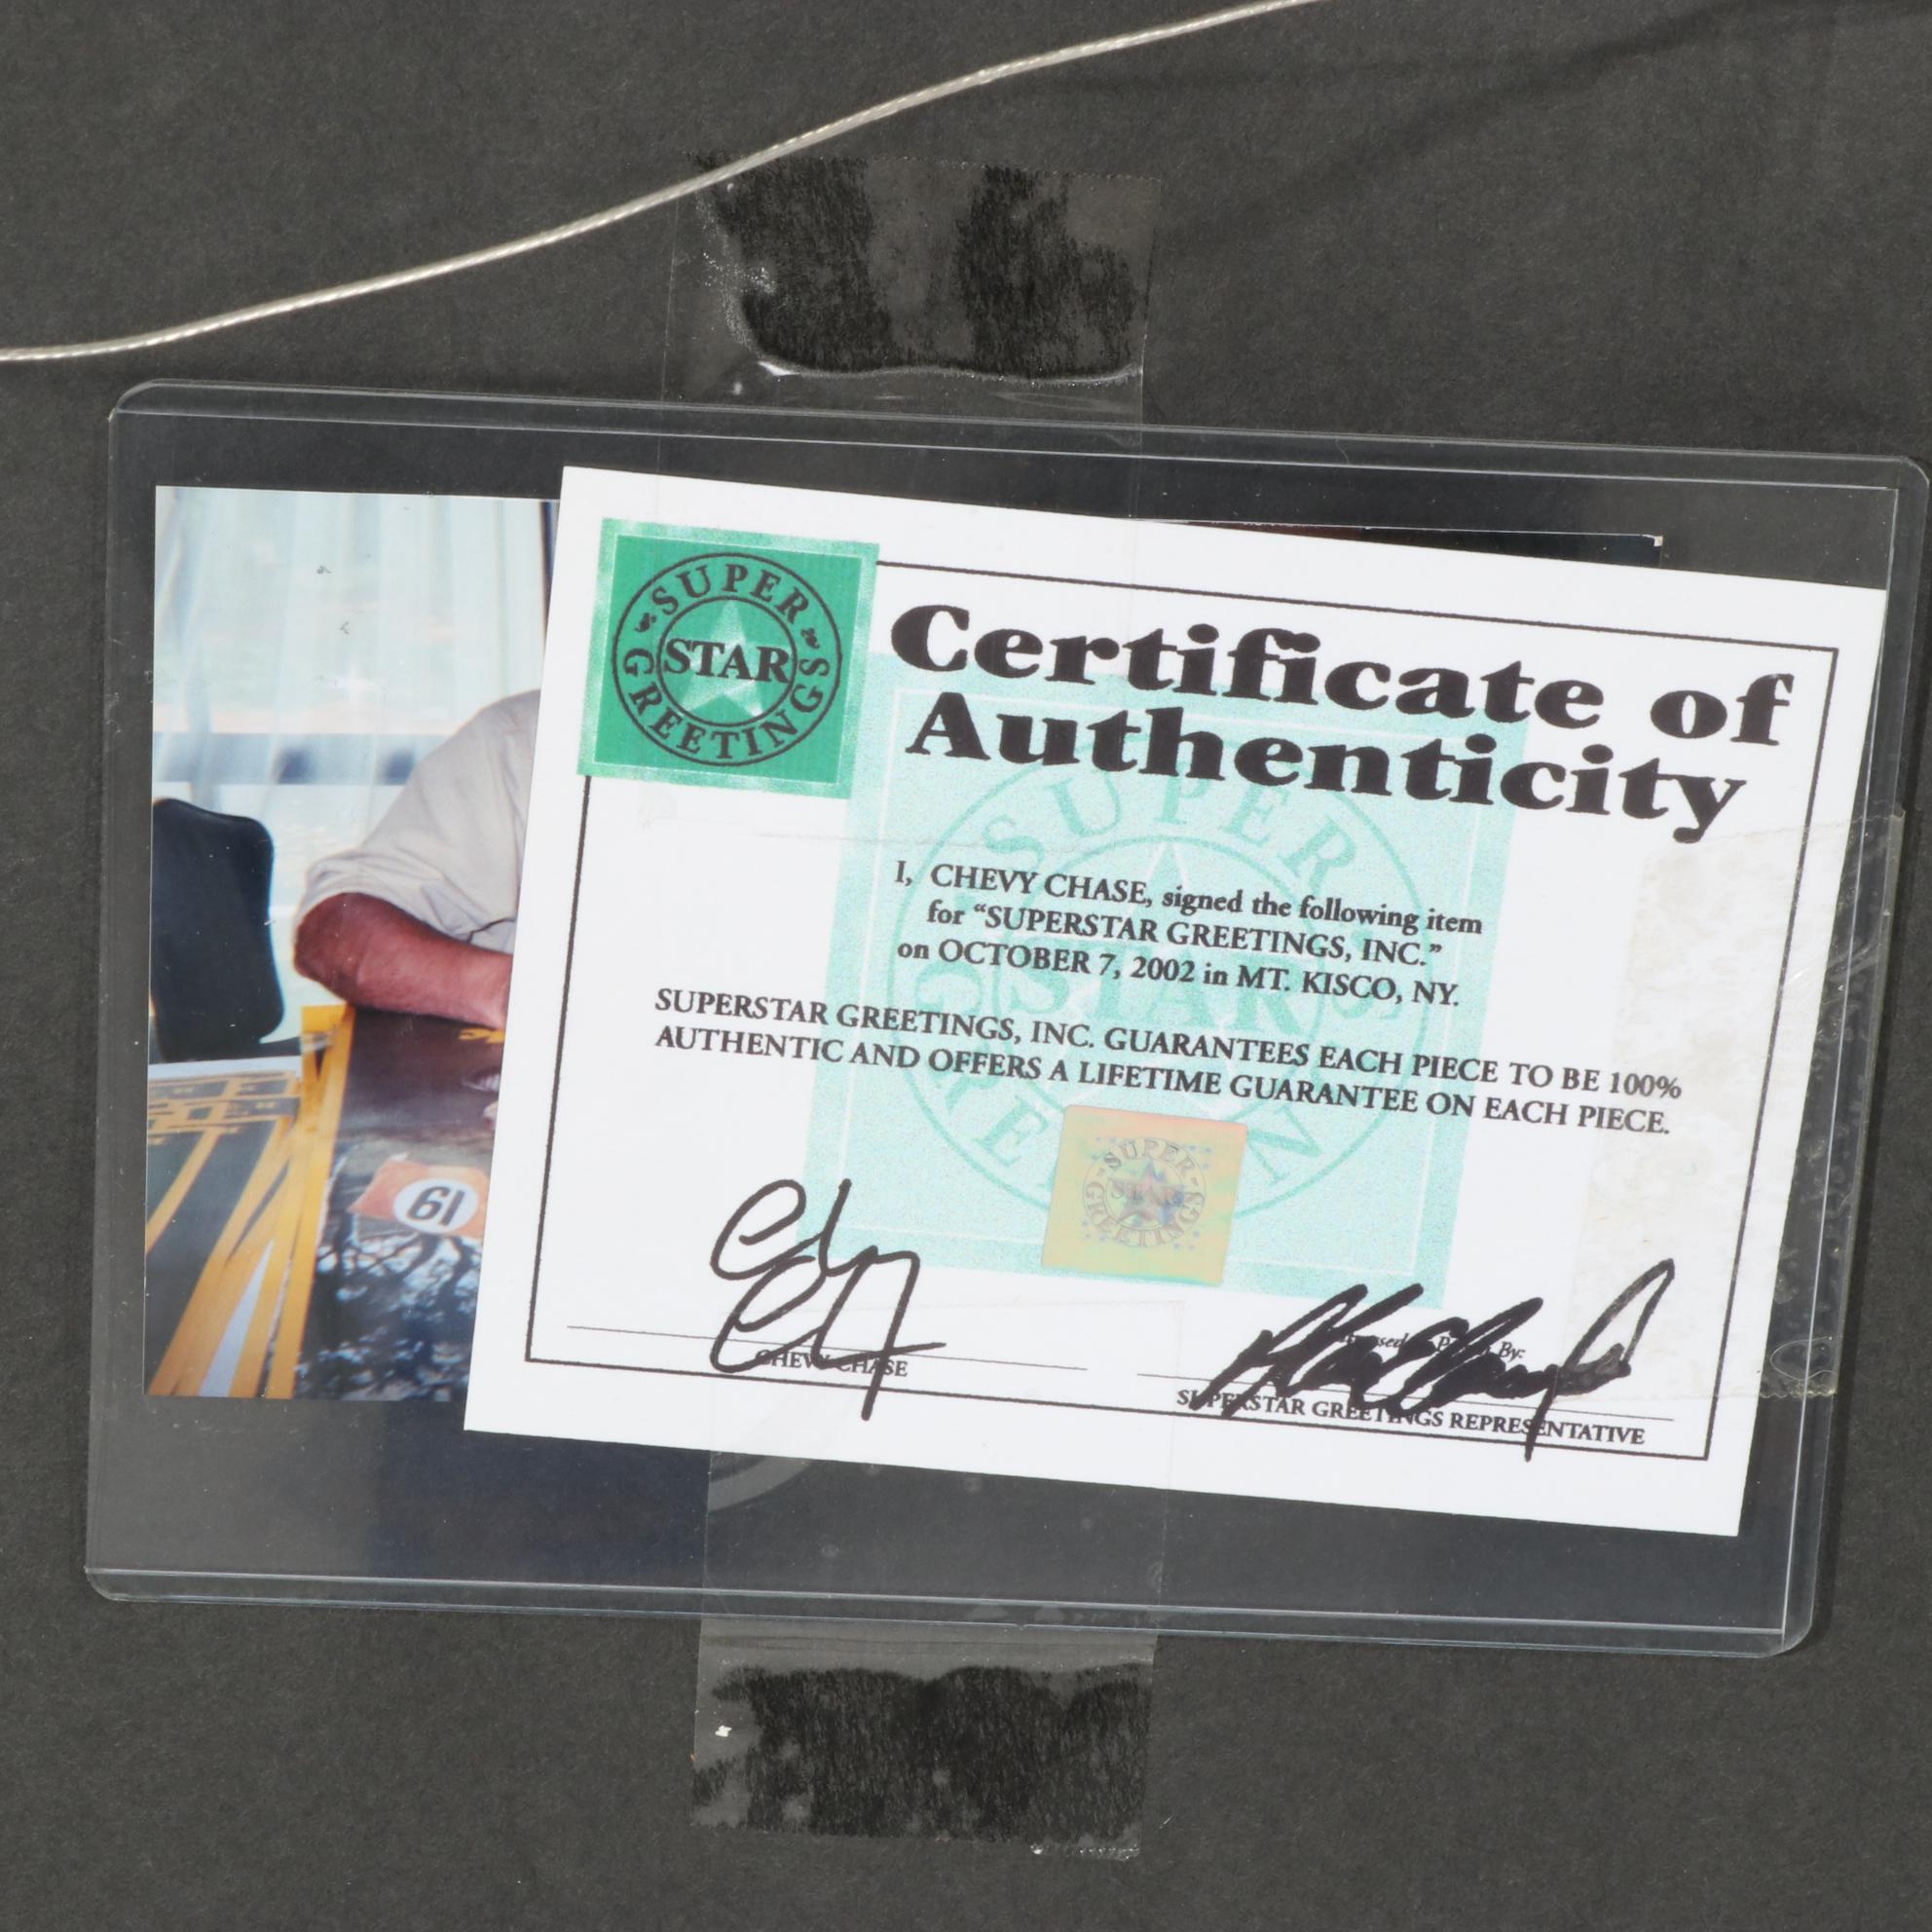 SUPER
STAR
GREETINGS
Certificate of
Authenticity
I, CHEVY CHASE, signed the following item
for “SUPERSTAR GREETINGS, INC.”
on OCTOBER 7, 2002 in MT. KISCO, NY.
SUPERSTAR GREETINGS, INC. GUARANTEES EACH PIECE TO BE 100%
AUTHENTIC AND OFFERS A LIFETIME GUARANTEE ON EACH PIECE.
SUPER
STAR
GREETINGS
61
By:
CHEVY CHASE
SUPERSTAR GREETINGS REPRESENTATIVE